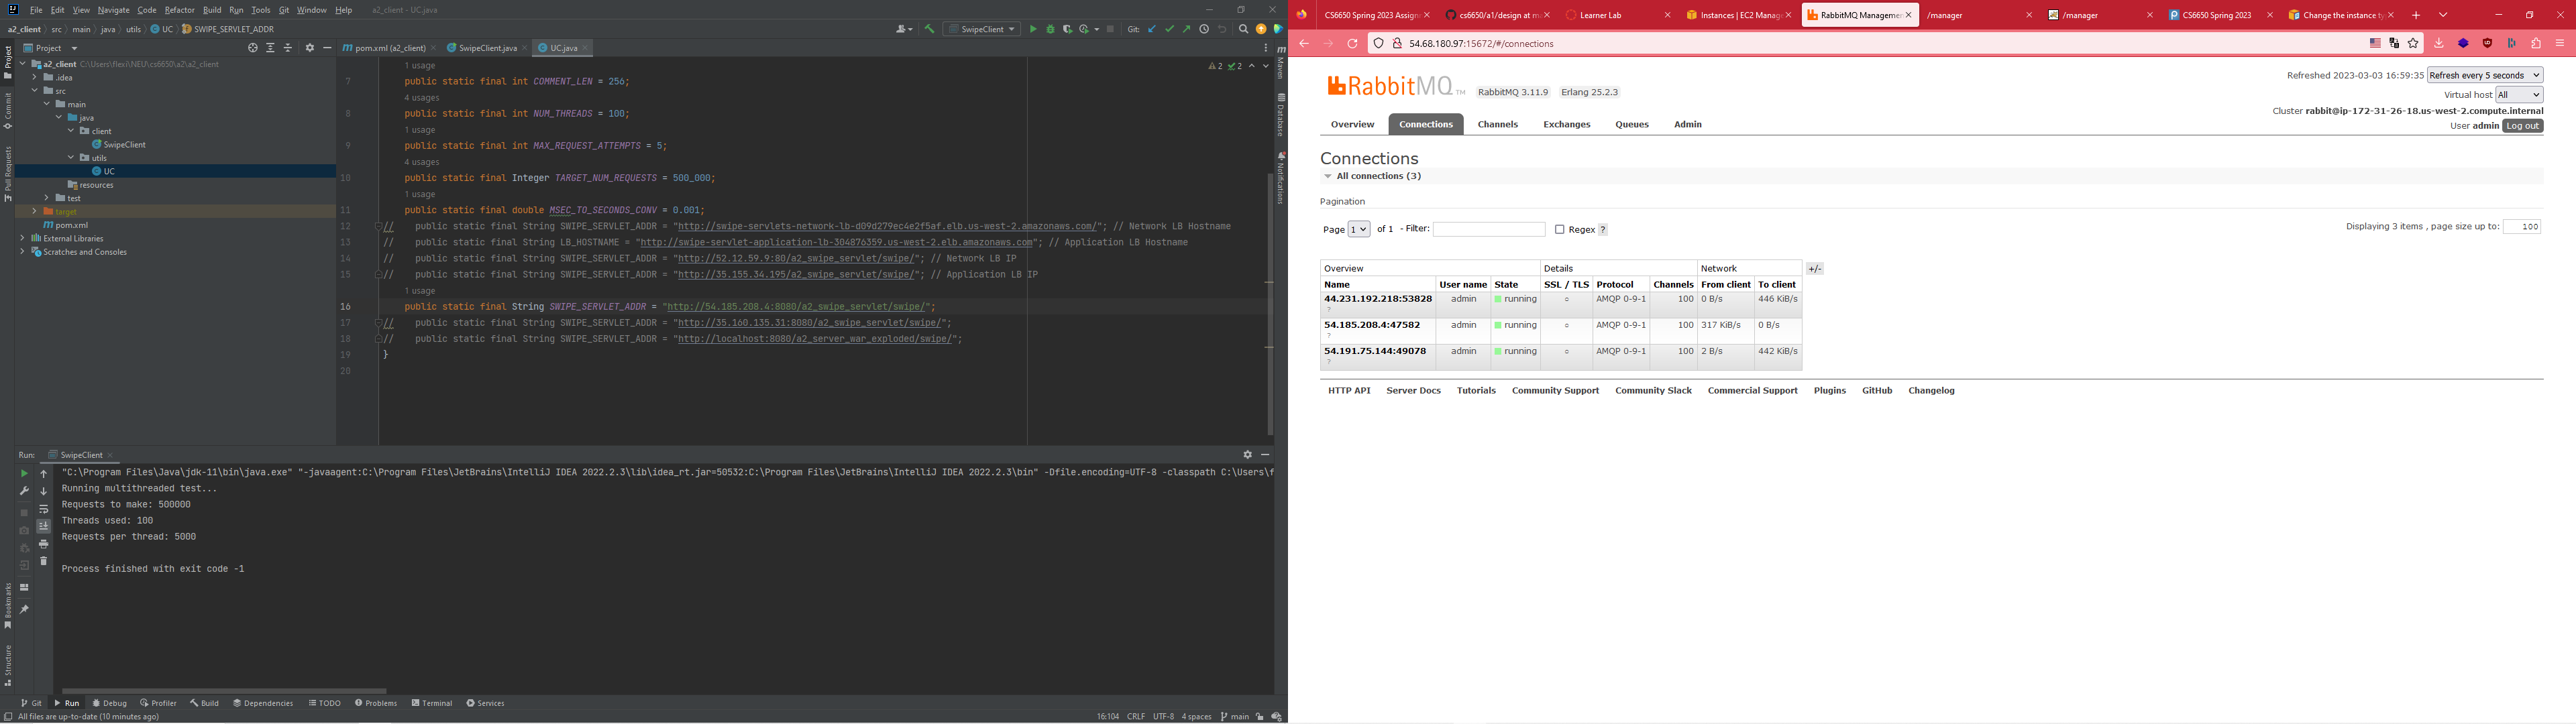 File Edit View Navigate Code Refactor Build Run Tools Git Window Help a2_client - UC.java
a2_client src main java utils UC SWIPE_SERVLET_ADDR
SwipeClient
Git:
Project
pom.xml (a2_client) SwipeClient.java UC.java
a2_client
.idea
src
main
java
client
SwipeClient
utils
UC
resources
test
target
pom.xml
External Libraries
Scratches and Consoles
Project
Commit
Pull Requests
Bookmarks
Structure
Maven
Database
Notifications
2 2
1 usage
7 public static final int COMMENT_LEN = 256;
4 usages
8 public static final int NUM_THREADS = 100;
1 usage
9 public static final int MAX_REQUEST_ATTEMPTS = 5;
4 usages
10 public static final Integer TARGET_NUM_REQUESTS = 500_000;
1 usage
11 public static final double MSEC_TO_SECONDS_CONV = 0.001;
12 // public static final String SWIPE_SERVLET_ADDR = "http://swipe-servlets-network-lb-d09d279ec4e2f5af.elb.us-west-2.amazonaws.com/"; // Network LB Hostname
13 // public static final String LB_HOSTNAME = "http://swipe-servlet-application-lb-304876359.us-west-2.elb.amazonaws.com"; // Application LB Hostname
14 // public static final String SWIPE_SERVLET_ADDR = "http://52.12.59.9:80/a2_swipe_servlet/swipe/"; // Network LB IP
15 // public static final String SWIPE_SERVLET_ADDR = "http://35.155.34.195/a2_swipe_servlet/swipe/"; // Application LB IP
1 usage
16 public static final String SWIPE_SERVLET_ADDR = "http://54.185.208.4:8080/a2_swipe_servlet/swipe/";
17 // public static final String SWIPE_SERVLET_ADDR = "http://35.160.135.31:8080/a2_swipe_servlet/swipe/";
18 // public static final String SWIPE_SERVLET_ADDR = "http://localhost:8080/a2_server_war_exploded/swipe/";
19 }
20
Run: SwipeClient
"C:\Program Files\Java\jdk-11\bin\java.exe" "-javaagent:C:\Program Files\JetBrains\IntelliJ IDEA 2022.2.3\lib\idea_rt.jar=50532:C:\Program Files\JetBrains\IntelliJ IDEA 2022.2.3\bin" -Dfile.encoding=UTF-8 -classpath C:\Users\f
Running multithreaded test...
Requests to make: 500000
Threads used: 100
Requests per thread: 5000
Process finished with exit code -1
Git Run Debug Profiler Build Dependencies TODO Problems Terminal Services
All files are up-to-date (10 minutes ago) 16:104 CRLF UTF-8 4 spaces main
CS6650 Spring 2023 Assign cs6650/a1/design at m Learner Lab Instances | EC2 Manag RabbitMQ Managemen /manager /manager CS6650 Spring 2023 Change the instance ty
54.68.180.97:15672/#/connections
RabbitMQ TM RabbitMQ 3.11.9 Erlang 25.2.3
Refreshed 2023-03-03 16:59:35 Refresh every 5 seconds
Virtual host All
Cluster rabbit@ip-172-31-26-18.us-west-2.compute.internal
User admin Log out
Overview Connections Channels Exchanges Queues Admin
Connections
All connections (3)
Pagination
Page 1 of 1 - Filter: Regex ? Displaying 3 items , page size up to: 100
Overview Details Network +/-
Name User name State SSL / TLS Protocol Channels From client To client
44.231.192.218:53828 admin running ○ AMQP 0-9-1 100 0 B/s 446 KiB/s
?
54.185.208.4:47582 admin running ○ AMQP 0-9-1 100 317 KiB/s 0 B/s
?
54.191.75.144:49078 admin running ○ AMQP 0-9-1 100 2 B/s 442 KiB/s
?
HTTP API Server Docs Tutorials Community Support Community Slack Commercial Support Plugins GitHub Changelog